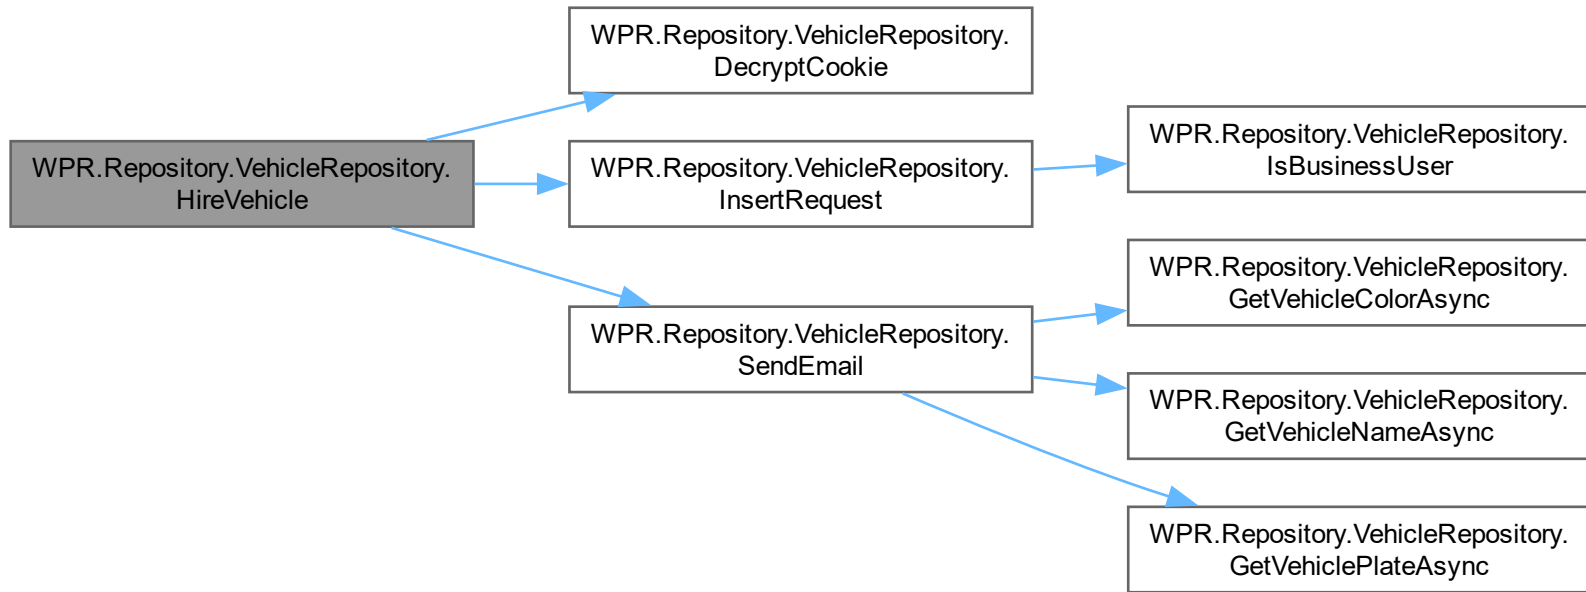 WPR.Repository.VehicleRepository.
HireVehicle
WPR.Repository.VehicleRepository.
DecryptCookie
WPR.Repository.VehicleRepository.
InsertRequest
WPR.Repository.VehicleRepository.
SendEmail
WPR.Repository.VehicleRepository.
IsBusinessUser
WPR.Repository.VehicleRepository.
GetVehicleColorAsync
WPR.Repository.VehicleRepository.
GetVehicleNameAsync
WPR.Repository.VehicleRepository.
GetVehiclePlateAsync